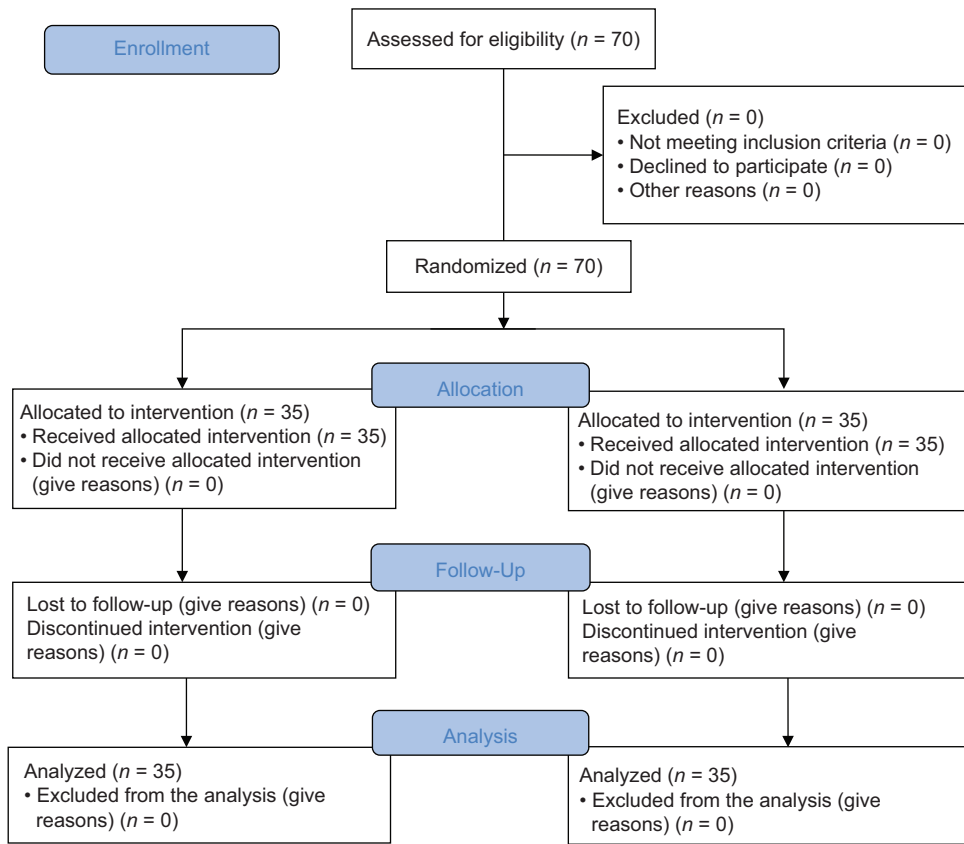 Enrollment
Assessed for eligibility (n = 70)
Excluded (n = 0)
• Not meeting inclusion criteria (n = 0)
• Declined to participate (n = 0)
• Other reasons (n = 0)
Randomized (n = 70)
Allocation
Allocated to intervention (n = 35)
• Received allocated intervention (n = 35)
• Did not receive allocated intervention
(give reasons) (n = 0)
Allocated to intervention (n = 35)
• Received allocated intervention (n = 35)
• Did not receive allocated intervention
(give reasons) (n = 0)
Follow-Up
Lost to follow-up (give reasons) (n = 0)
Discontinued intervention (give
reasons) (n = 0)
Lost to follow-up (give reasons) (n = 0)
Discontinued intervention (give
reasons) (n = 0)
Analysis
Analyzed (n = 35)
• Excluded from the analysis (give
reasons) (n = 0)
Analyzed (n = 35)
• Excluded from the analysis (give
reasons) (n = 0)